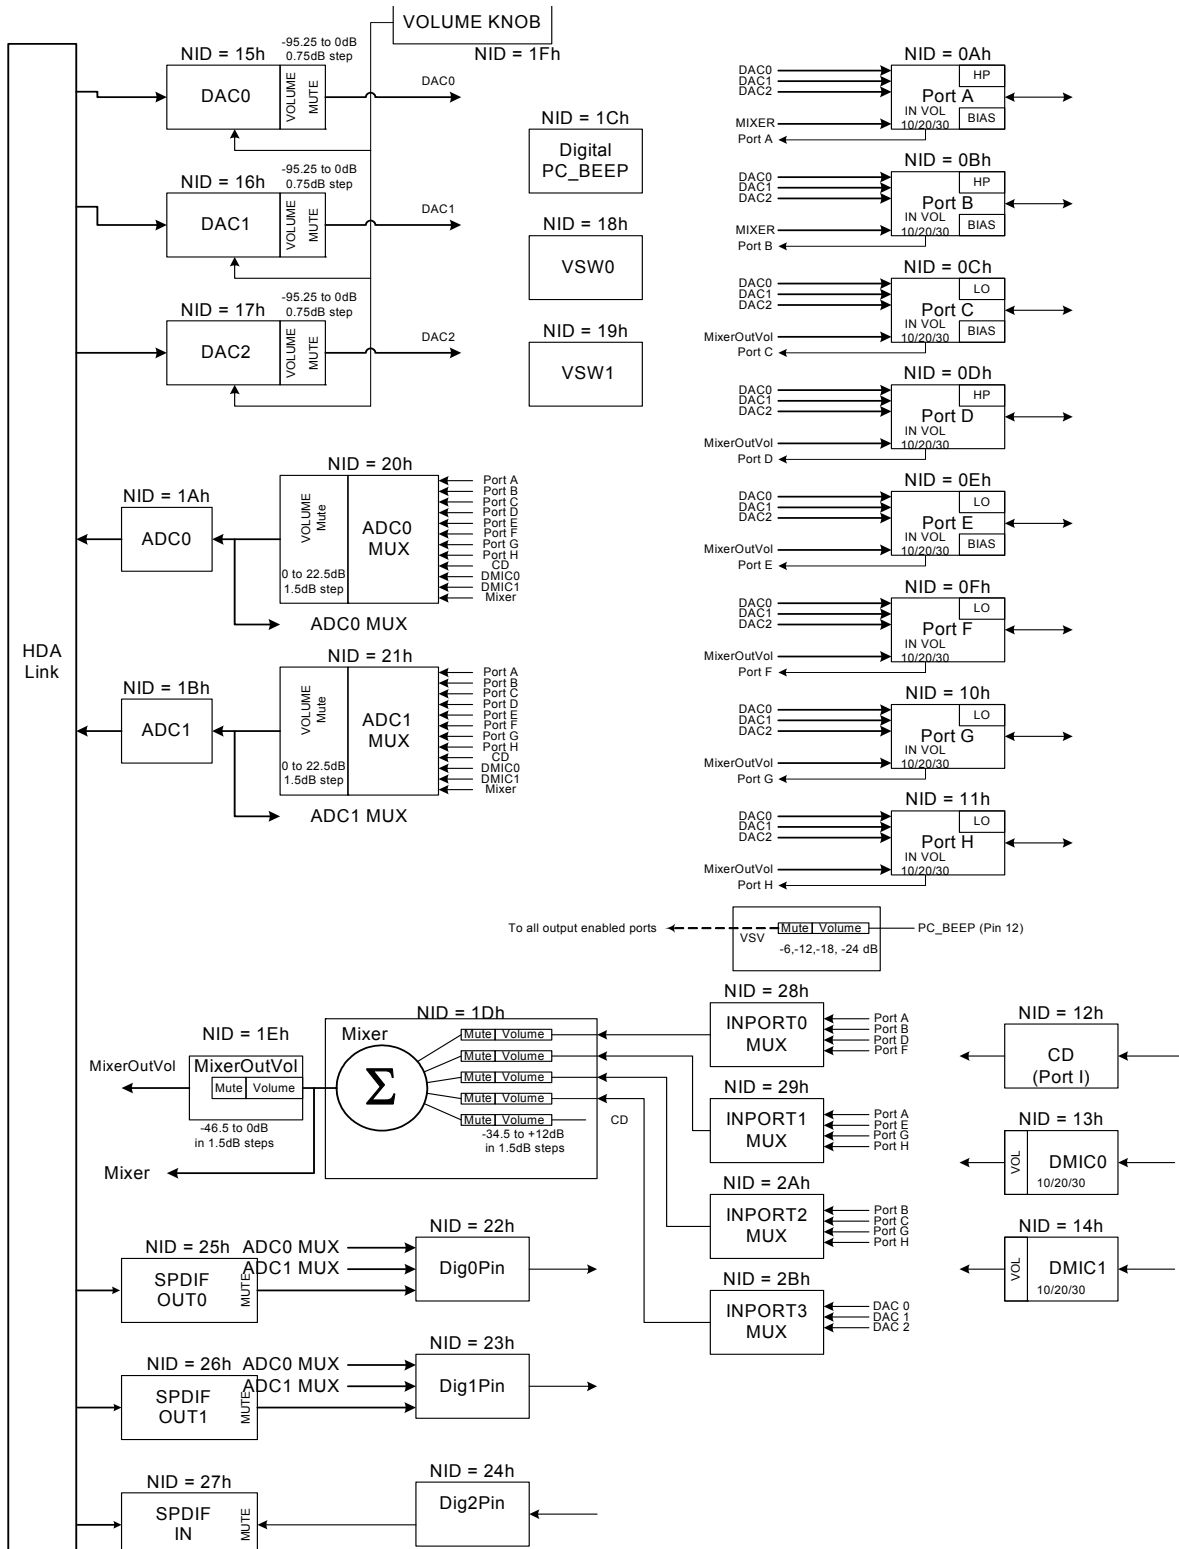 VOLUME KNOB
NID = 1Fh
HDA
Link
NID = 15h
-95.25 to 0dB
0.75dB step
DAC0
VOLUME
MUTE
DAC0
NID = 16h
-95.25 to 0dB
0.75dB step
DAC1
VOLUME
MUTE
DAC1
NID = 17h
-95.25 to 0dB
0.75dB step
DAC2
VOLUME
MUTE
DAC2
NID = 1Ch
Digital
PC_BEEP
NID = 18h
VSW0
NID = 19h
VSW1
NID = 1Ah
ADC0
NID = 20h
VOLUME
Mute
0 to 22.5dB
1.5dB step
ADC0
MUX
Port A
Port B
Port C
Port D
Port E
Port F
Port G
Port H
CD
DMIC0
DMIC1
Mixer
ADC0 MUX
NID = 1Bh
ADC1
NID = 21h
VOLUME
Mute
0 to 22.5dB
1.5dB step
ADC1
MUX
Port A
Port B
Port C
Port D
Port E
Port F
Port G
Port H
CD
DMIC0
DMIC1
Mixer
ADC1 MUX
NID = 0Ah
DAC0
DAC1
DAC2
MIXER
Port A
HP
Port A
IN VOL
10/20/30
BIAS
NID = 0Bh
DAC0
DAC1
DAC2
MIXER
Port B
HP
Port B
IN VOL
10/20/30
BIAS
NID = 0Ch
DAC0
DAC1
DAC2
MixerOutVol
Port C
LO
Port C
IN VOL
10/20/30
BIAS
NID = 0Dh
DAC0
DAC1
DAC2
MixerOutVol
Port D
HP
Port D
IN VOL
10/20/30
NID = 0Eh
DAC0
DAC1
DAC2
MixerOutVol
Port E
LO
Port E
IN VOL
10/20/30
BIAS
NID = 0Fh
DAC0
DAC1
DAC2
MixerOutVol
Port F
LO
Port F
IN VOL
10/20/30
NID = 10h
DAC0
DAC1
DAC2
MixerOutVol
Port G
LO
Port G
IN VOL
10/20/30
NID = 11h
DAC0
DAC1
DAC2
MixerOutVol
Port H
LO
Port H
IN VOL
10/20/30
To all output enabled ports
VSV
Mute Volume
-6,-12,-18, -24 dB
PC_BEEP (Pin 12)
NID = 1Eh
MixerOutVol
MixerOutVol
Mute Volume
-46.5 to 0dB
in 1.5dB steps
Mixer
NID = 1Dh
Mixer
Σ
Mute Volume
Mute Volume
Mute Volume
Mute Volume
Mute Volume
CD
-34.5 to +12dB
in 1.5dB steps
NID = 28h
INPORT0
MUX
Port A
Port B
Port D
Port F
NID = 29h
INPORT1
MUX
Port A
Port E
Port G
Port H
NID = 2Ah
INPORT2
MUX
Port B
Port C
Port G
Port H
NID = 2Bh
INPORT3
MUX
DAC 0
DAC 1
DAC 2
NID = 12h
CD
(Port I)
NID = 13h
VOL
DMIC0
10/20/30
NID = 14h
VOL
DMIC1
10/20/30
NID = 25h
SPDIF
OUT0
MUTE
ADC0 MUX
ADC1 MUX
NID = 22h
Dig0Pin
NID = 26h
SPDIF
OUT1
MUTE
ADC0 MUX
ADC1 MUX
NID = 23h
Dig1Pin
NID = 27h
SPDIF
IN
MUTE
NID = 24h
Dig2Pin